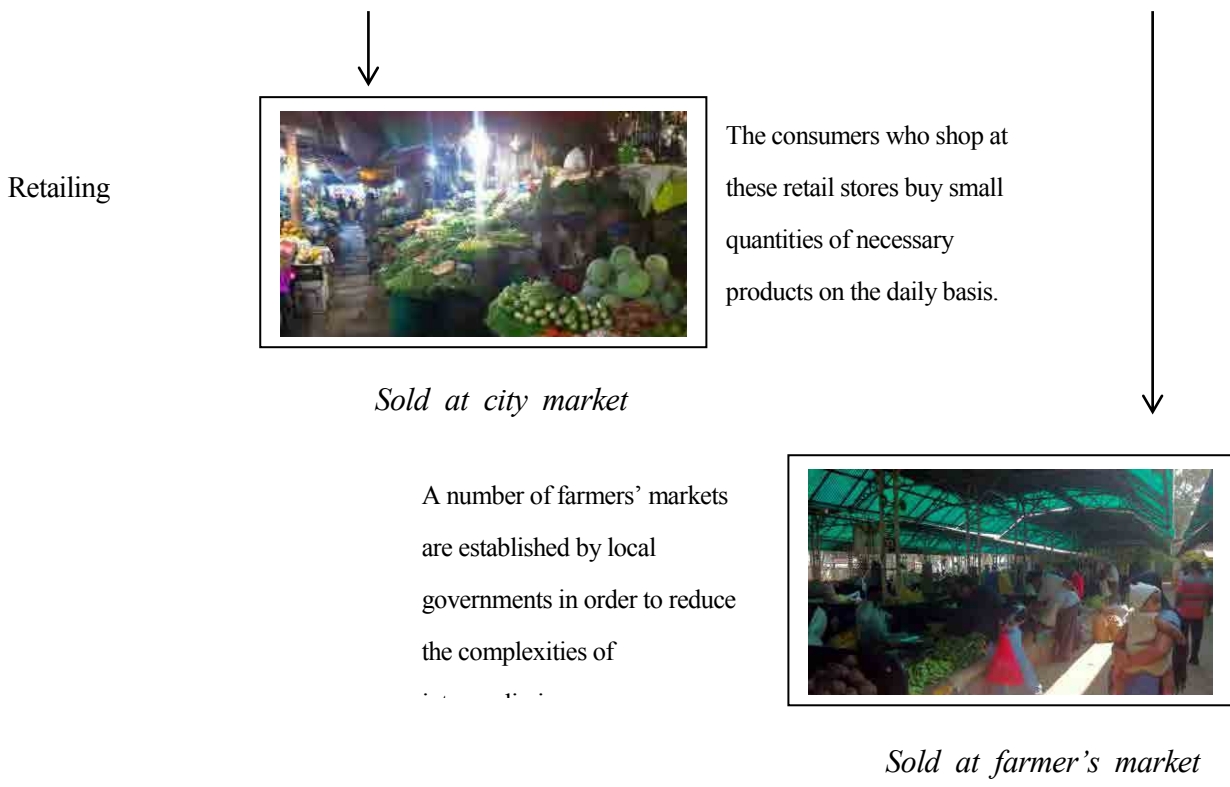 Retailing
The consumers who shop at
these retail stores buy small
quantities of necessary
products on the daily basis.
Sold at city market
A number of farmers’ markets
are established by local
governments in order to reduce
the complexities of
Sold at farmer’s market